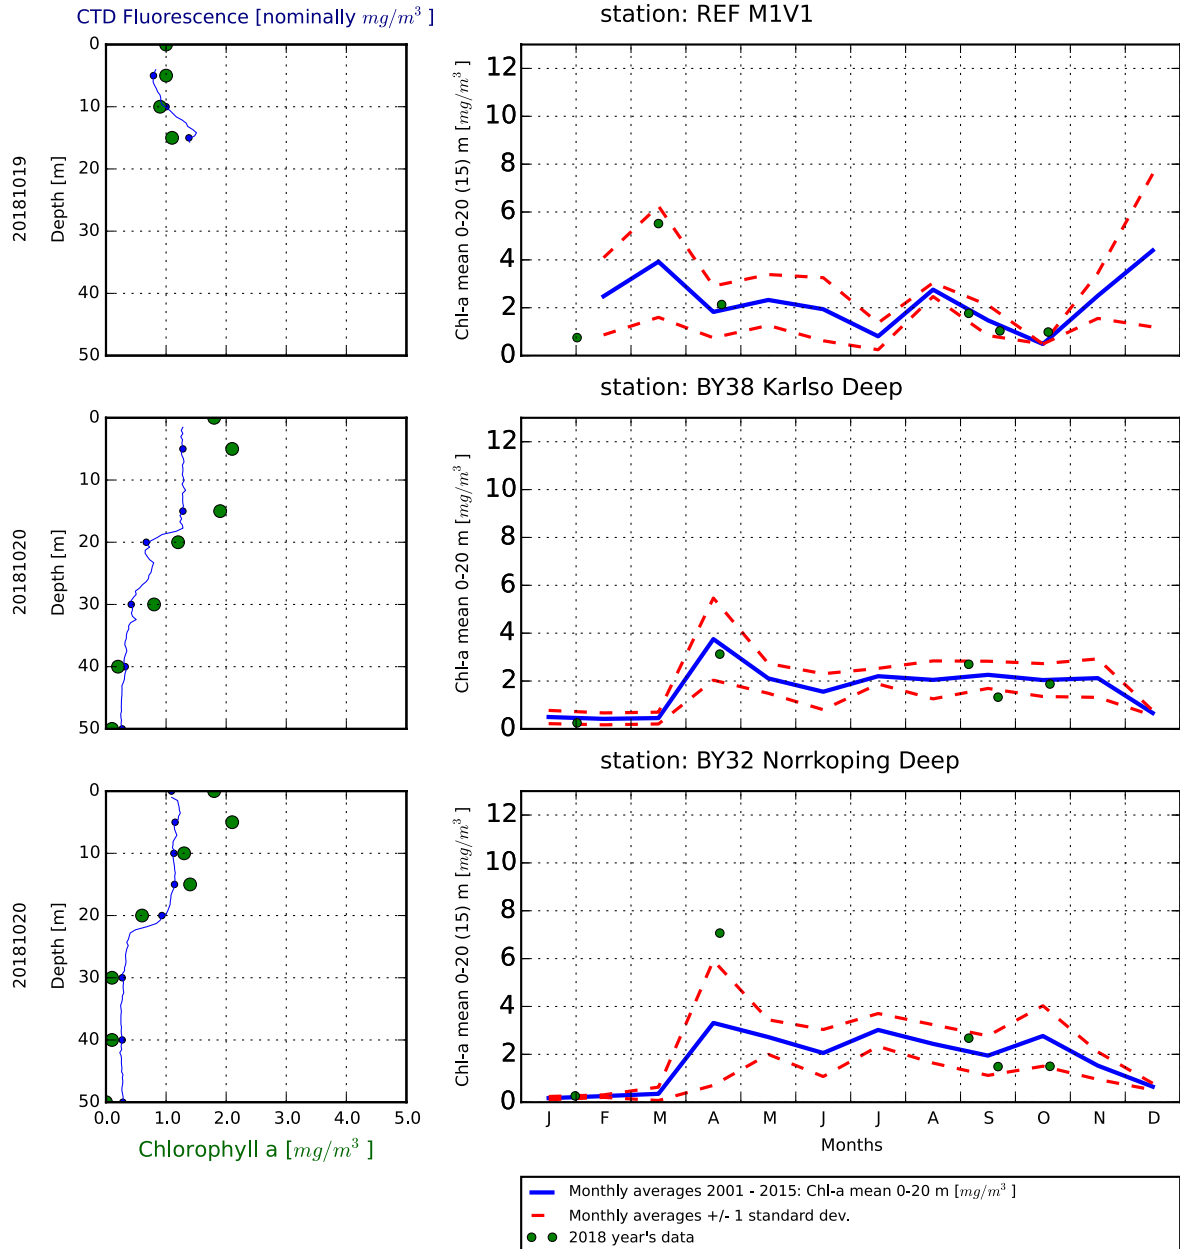 CTD Fluorescence [nominally mg/m³ ]
station: REF M1V1
20181019
Depth [m]
0
10
20
30
40
50
Chl-a mean 0-20 (15) m [mg/m³ ]
12
10
8
6
4
2
0
station: BY38 Karlso Deep
20181020
Depth [m]
0
10
20
30
40
50
Chl-a mean 0-20 m [mg/m³ ]
12
10
8
6
4
2
0
station: BY32 Norrkoping Deep
20181020
Depth [m]
0
10
20
30
40
50
0.0 1.0 2.0 3.0 4.0 5.0
Chlorophyll a [mg/m³ ]
Chl-a mean 0-20 (15) m [mg/m³ ]
12
10
8
6
4
2
0
J F M A M J J A S O N D
Months
Monthly averages 2001 - 2015: Chl-a mean 0-20 m [mg/m³ ]
Monthly averages +/- 1 standard dev.
2018 year's data